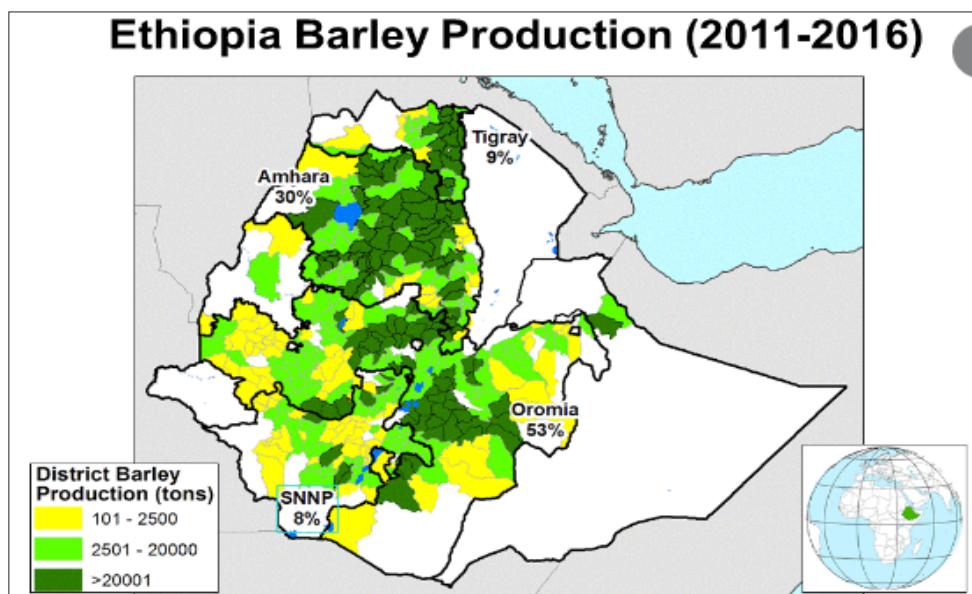 Ethiopia Barley Production (2011-2016)
Tigray
9%
Amhara
30%
Oromia
53%
SNNP
8%
District Barley
Production (tons)
101 - 2500
2501 - 20000
>20001